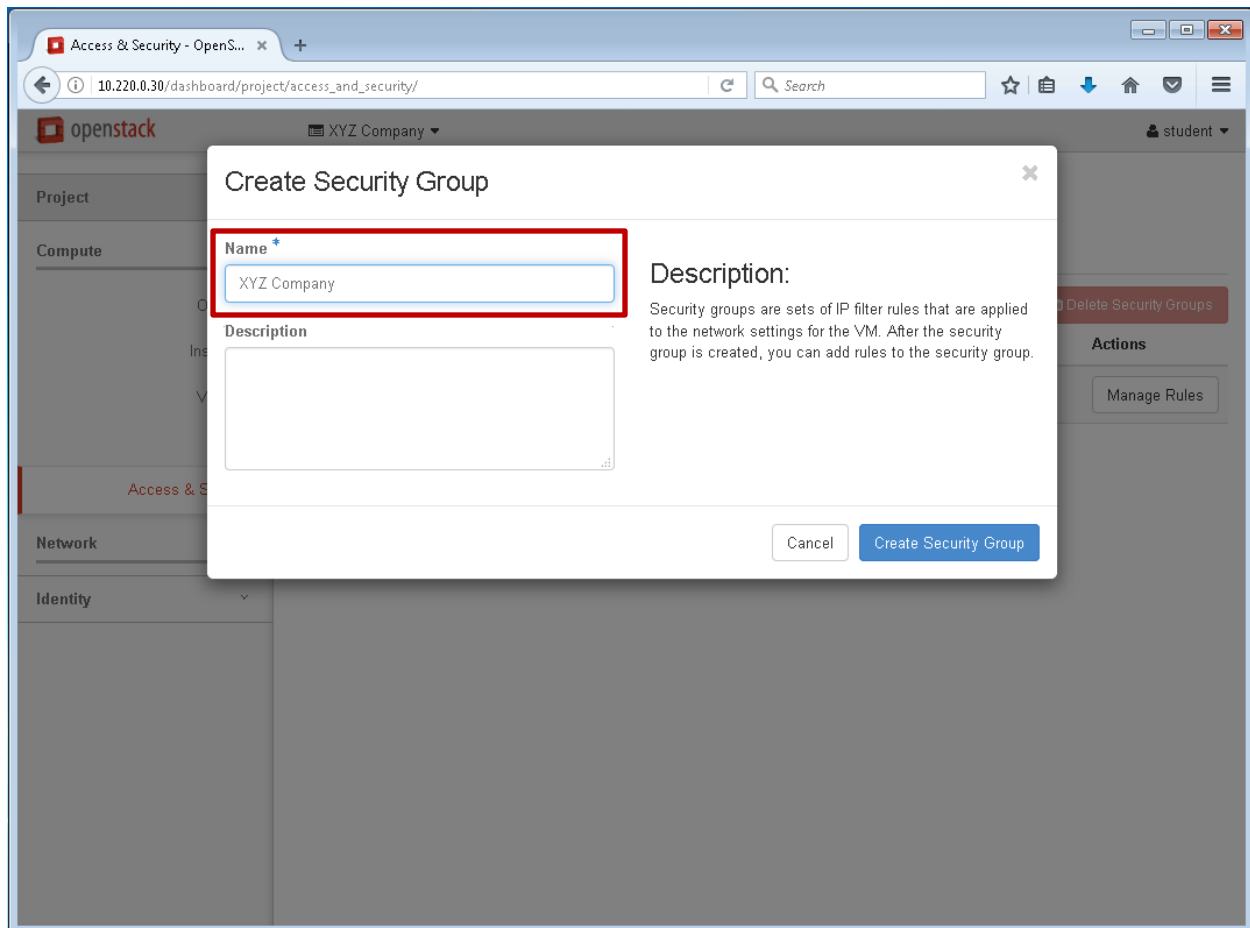 Access & Security - OpenS...
10.220.0.30/dashboard/project/access_and_security/
Search
openstack
XYZ Company
student
Create Security Group
Project
Compute
Name *
XYZ Company
Description:
Security groups are sets of IP filter rules that are applied
to the network settings for the VM. After the security
group is created, you can add rules to the security group.
Delete Security Groups
Description
Ins
Actions
V
Manage Rules
Access & S
Network
Cancel
Create Security Group
Identity